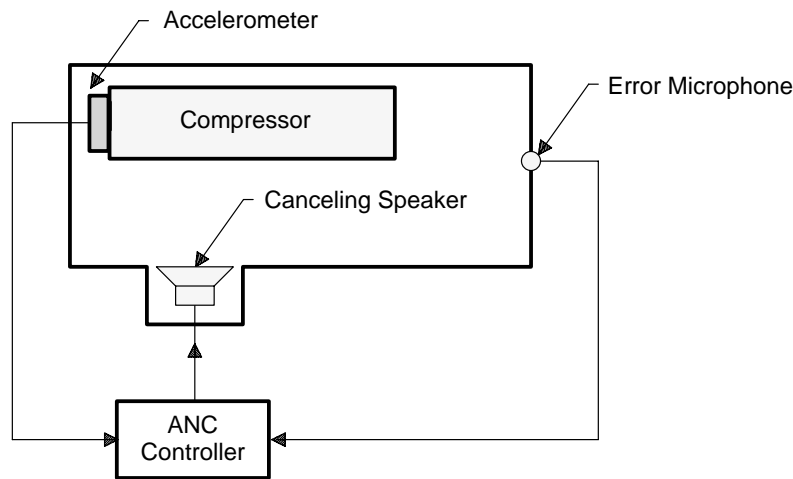 Accelerometer
Error Microphone
Compressor
Canceling Speaker
ANC
Controller